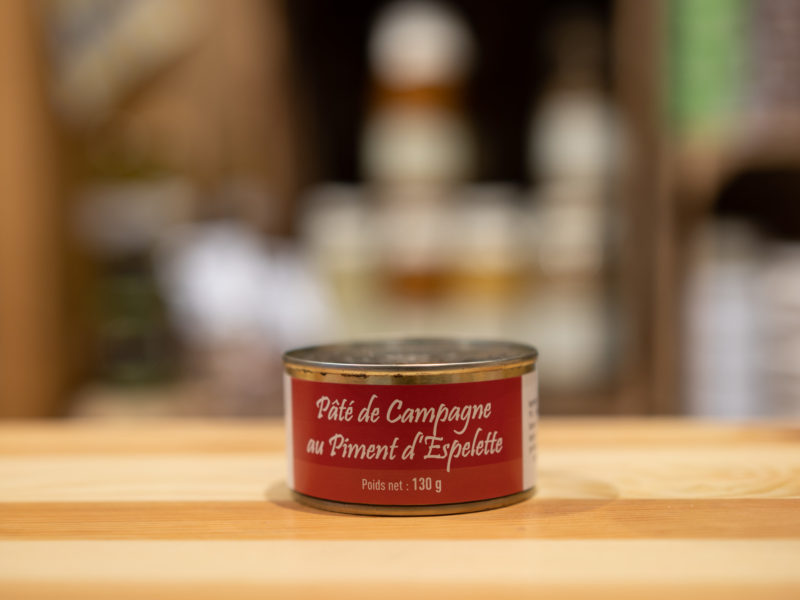 Pâté de Campagne
au Piment d'Espelette
Poids net : 130 g